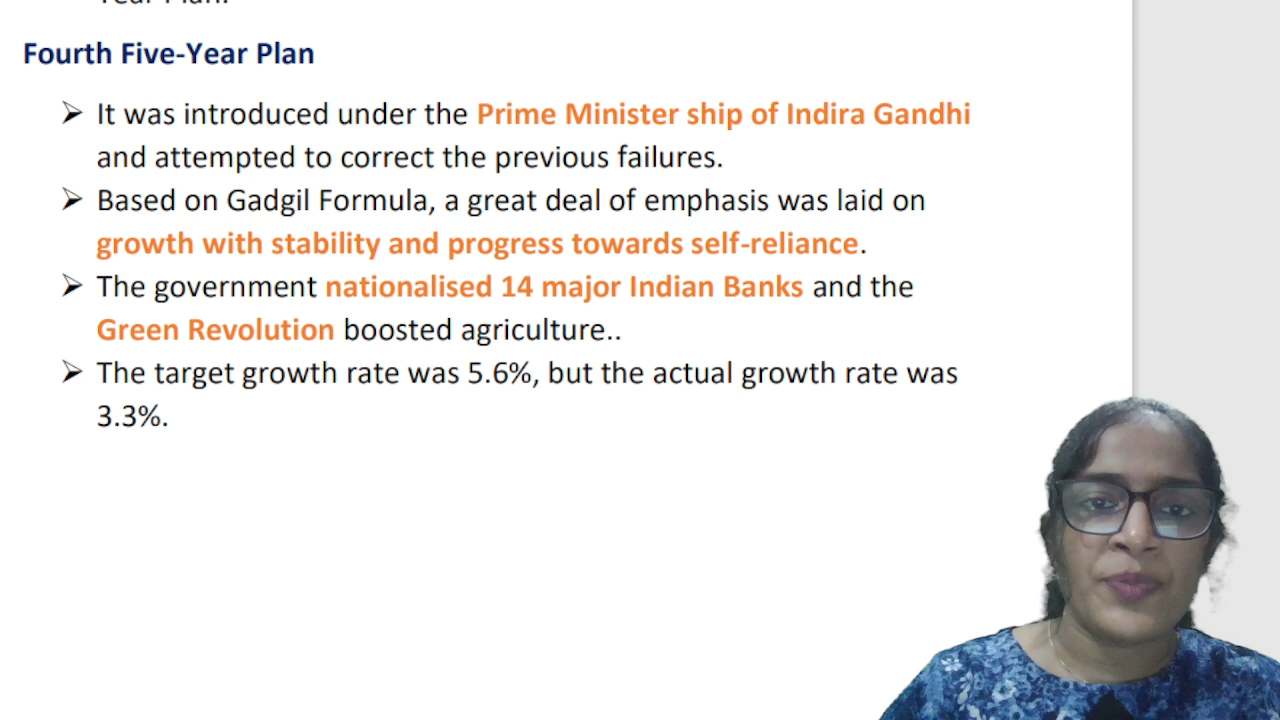 Year Plan.
Fourth Five-Year Plan
➢ It was introduced under the Prime Minister ship of Indira Gandhi
and attempted to correct the previous failures.
➢ Based on Gadgil Formula, a great deal of emphasis was laid on
growth with stability and progress towards self-reliance.
➢ The government nationalised 14 major Indian Banks and the
Green Revolution boosted agriculture..
➢ The target growth rate was 5.6%, but the actual growth rate was
3.3%.